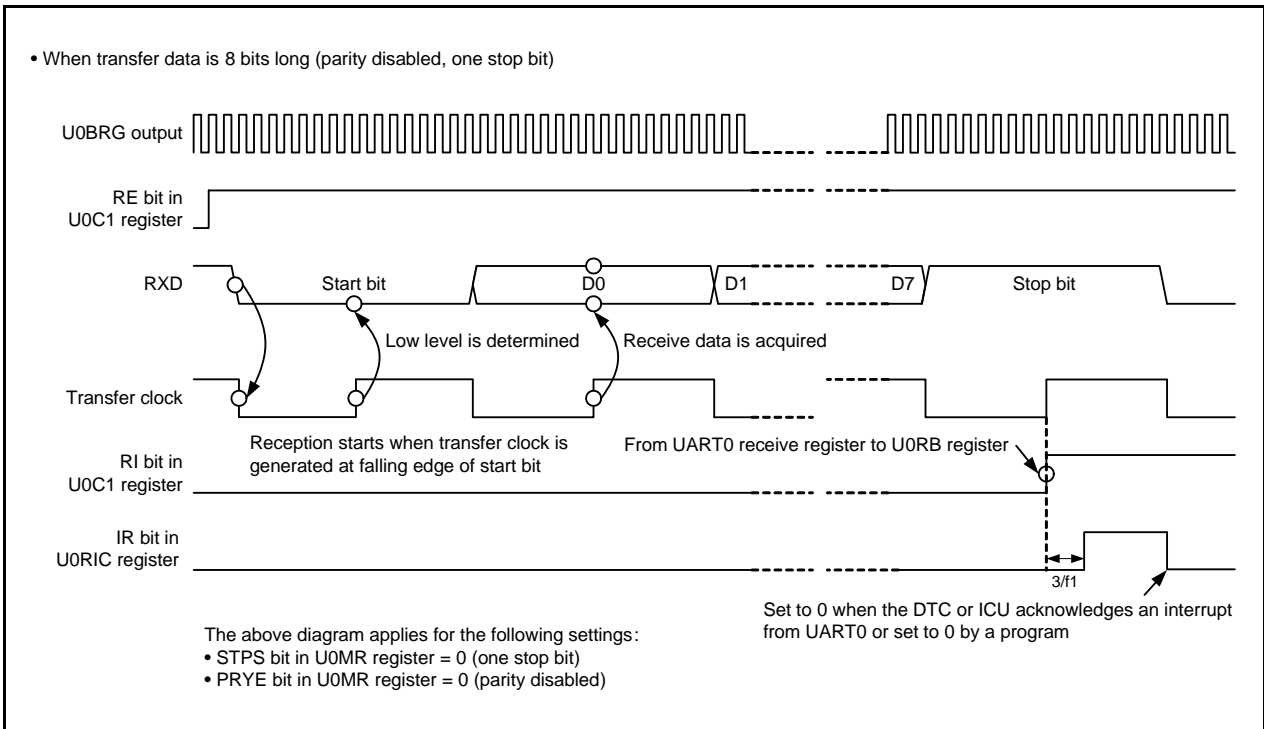 • When transfer data is 8 bits long (parity disabled, one stop bit)
U0BRG output
RE bit in
U0C1 register
RXD
Start bit
D0
D1
D7
Stop bit
Low level is determined
Receive data is acquired
Transfer clock
Reception starts when transfer clock is
generated at falling edge of start bit
From UART0 receive register to U0RB register
RI bit in
U0C1 register
IR bit in
U0RIC register
3/f1
Set to 0 when the DTC or ICU acknowledges an interrupt
from UART0 or set to 0 by a program
The above diagram applies for the following settings:
• STPS bit in U0MR register = 0 (one stop bit)
• PRYE bit in U0MR register = 0 (parity disabled)